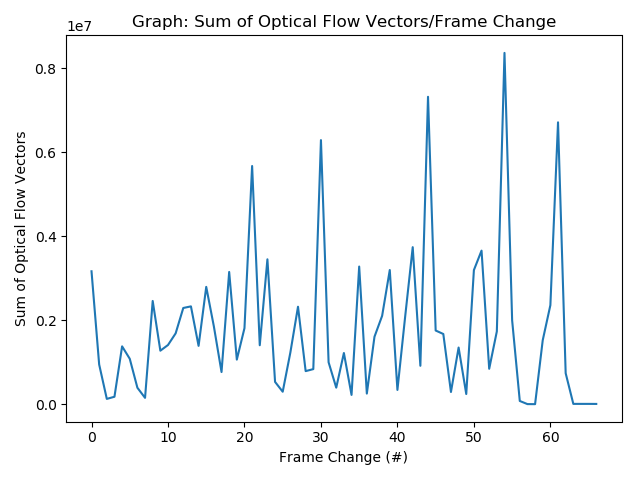 Graph: Sum of Optical Flow Vectors/Frame Change
1e7
0.8
0.6
0.4
0.2
0.0
Sum of Optical Flow Vectors
0 10 20 30 40 50 60
Frame Change (#)